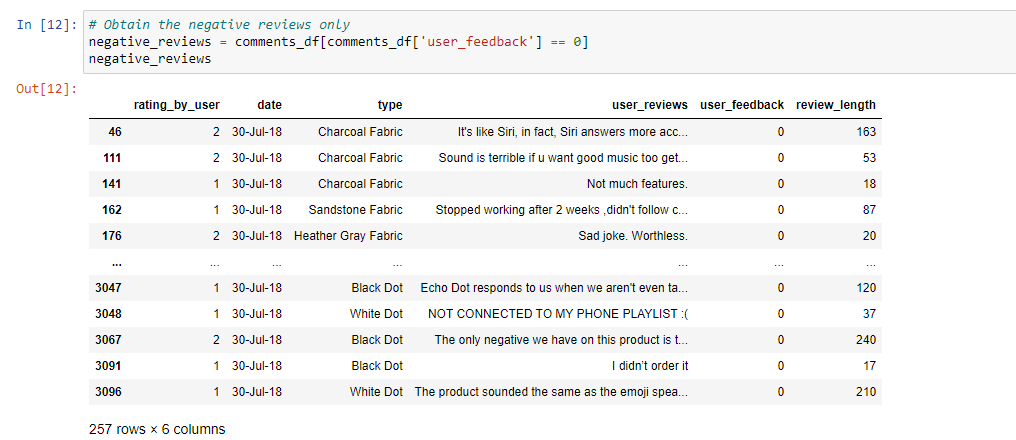 In [12]: # Obtain the negative reviews only
negative_reviews = comments_df[comments_df['user_feedback'] == 0]
negative_reviews
Out[12]:
rating_by_user date type user_reviews user_feedback review_length
46 2 30-Jul-18 Charcoal Fabric It's like Siri, in fact, Siri answers more acc... 0 163
111 2 30-Jul-18 Charcoal Fabric Sound is terrible if u want good music too get... 0 53
141 1 30-Jul-18 Charcoal Fabric Not much features. 0 18
162 1 30-Jul-18 Sandstone Fabric Stopped working after 2 weeks ,didn't follow c... 0 87
176 2 30-Jul-18 Heather Gray Fabric Sad joke. Worthless. 0 20
... ... ... ... ... ... ...
3047 1 30-Jul-18 Black Dot Echo Dot responds to us when we aren't even ta... 0 120
3048 1 30-Jul-18 White Dot NOT CONNECTED TO MY PHONE PLAYLIST :( 0 37
3067 2 30-Jul-18 Black Dot The only negative we have on this product is t... 0 240
3091 1 30-Jul-18 Black Dot I didn’t order it 0 17
3096 1 30-Jul-18 White Dot The product sounded the same as the emoji spea... 0 210
257 rows × 6 columns